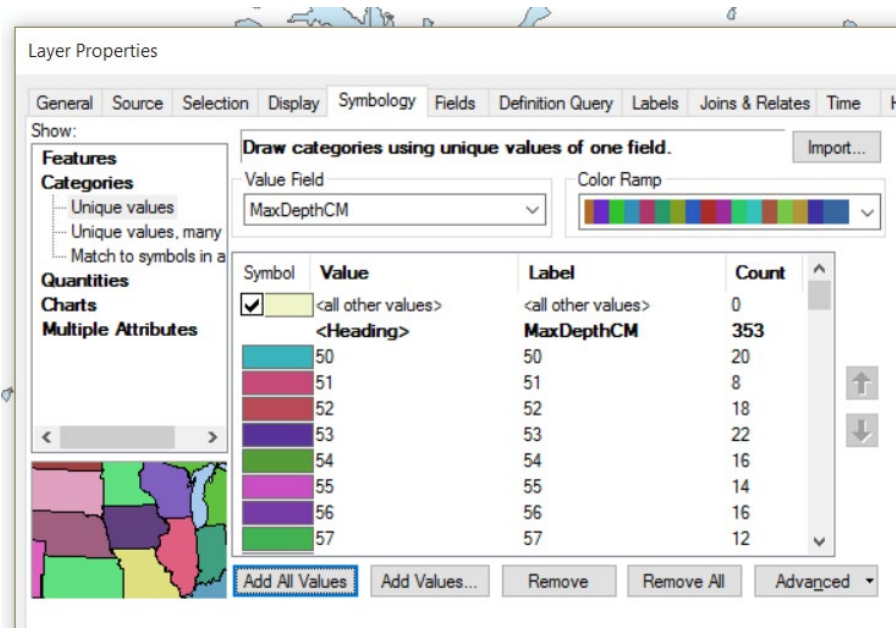 Layer Properties
General Source Selection Display Symbology Fields Definition Query Labels Joins & Relates Time H
Show:
Features
Categories
Unique values
Unique values, many
Match to symbols in a
Quantities
Charts
Multiple Attributes
Draw categories using unique values of one field.
Import...
Value Field
MaxDepthCM
Color Ramp
Symbol Value Label Count
<all other values> <all other values> 0
<Heading> MaxDepthCM 353
50 50 20
51 51 8
52 52 18
53 53 22
54 54 16
55 55 14
56 56 16
57 57 12
Add All Values Add Values... Remove Remove All Advanced